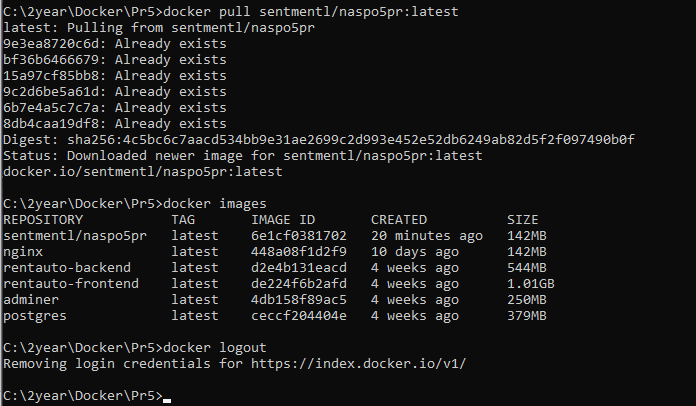 C:\2year\Docker\Pr5>docker pull sentmentl/naspo5pr:latest
latest: Pulling from sentmentl/naspo5pr
9e3ea8720c6d: Already exists
bf36b6466679: Already exists
15a97cf85bb8: Already exists
9c2d6be5a61d: Already exists
6b7e4a5c7c7a: Already exists
8db4caa19df8: Already exists
Digest: sha256:4c5bc6c7aacd534bb9e31ae2699c2d993e452e52db6249ab82d5f2f097490b0f
Status: Downloaded newer image for sentmentl/naspo5pr:latest
docker.io/sentmentl/naspo5pr:latest
C:\2year\Docker\Pr5>docker images
REPOSITORY TAG IMAGE ID CREATED SIZE
sentmentl/naspo5pr latest 6e1cf0381702 20 minutes ago 142MB
nginx latest 448a08f1d2f9 10 days ago 142MB
rentauto-backend latest d2e4b131eacd 4 weeks ago 544MB
rentauto-frontend latest de224f6b2afd 4 weeks ago 1.01GB
adminer latest 4db158f89ac5 4 weeks ago 250MB
postgres latest ceccf204404e 4 weeks ago 379MB
C:\2year\Docker\Pr5>docker logout
Removing login credentials for https://index.docker.io/v1/
C:\2year\Docker\Pr5>